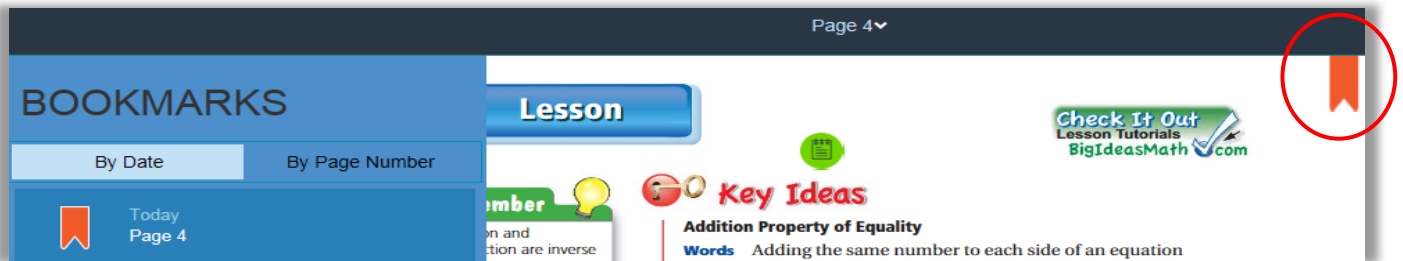 Page 4
BOOKMARKS
By Date
By Page Number
Today
Page 4
Lesson
Check It Out
Lesson Tutorials
BigIdeasMath com
Key Ideas
Addition Property of Equality
Words Adding the same number to each side of an equation
ember
on and
ction are inverse